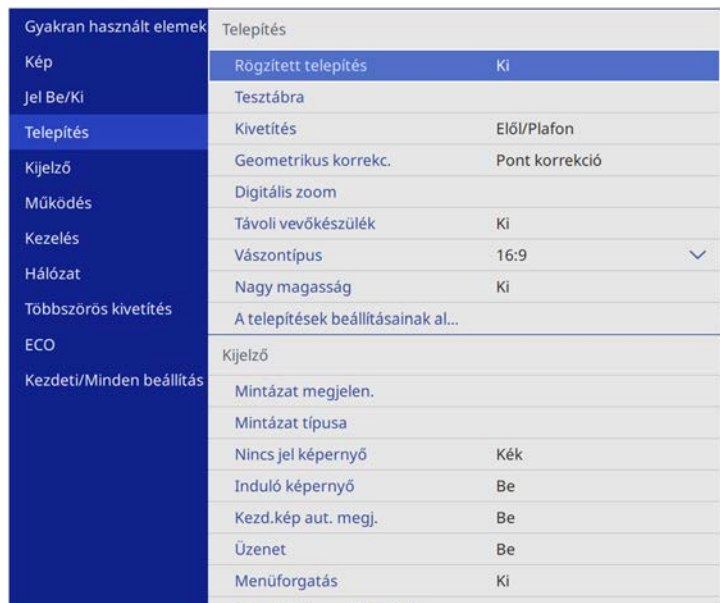 Gyakran használt elemek
Kép
Jel Be/Ki
Telepítés
Kijelző
Működés
Kezelés
Hálózat
Többszörös kivetítés
ECO
Kezdeti/Minden beállítás
Telepítés
Rögzített telepítés Ki
Tesztábra
Kivetítés Elől/Plafon
Geometrikus korrekc. Pont korrekció
Digitális zoom
Távoli vevőkészülék Ki
Vászontípus 16:9
Nagy magasság Ki
A telepítések beállításainak al...
Kijelző
Mintázat megjelen.
Mintázat típusa
Nincs jel képernyő Kék
Induló képernyő Be
Kezd.kép aut. megj. Be
Üzenet Be
Menüforgatás Ki